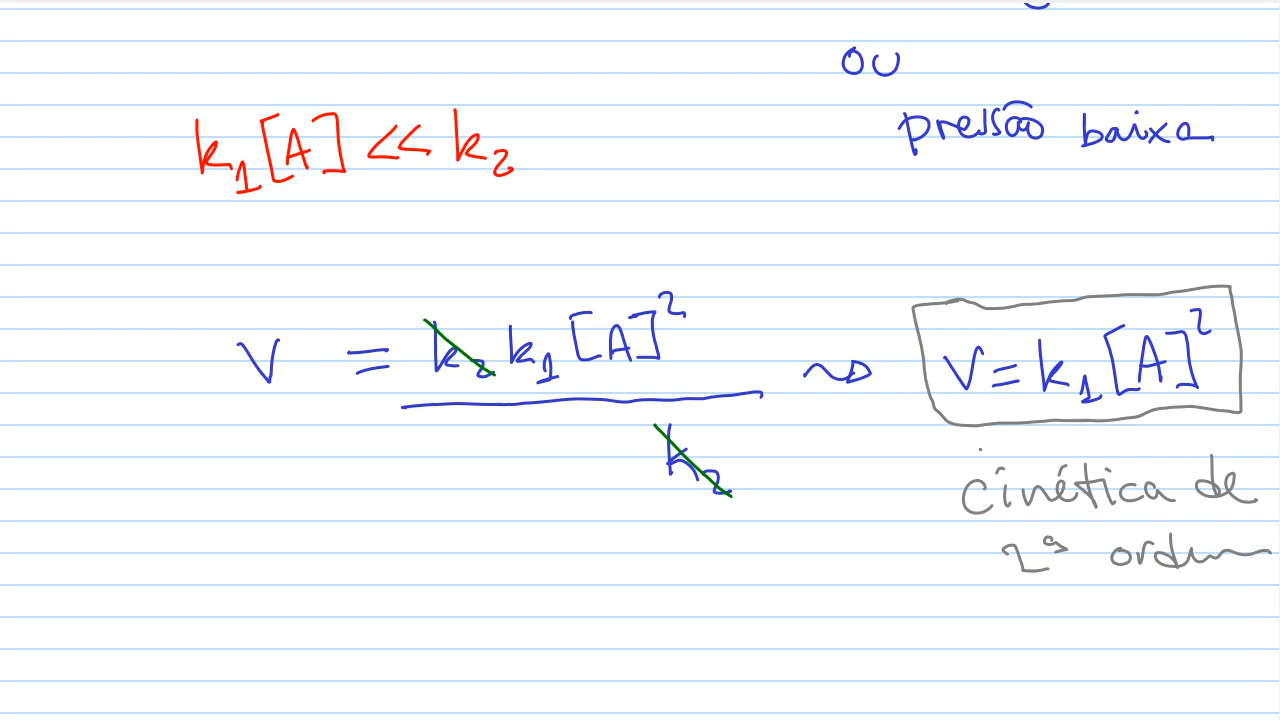 ou
pressão baixa
k₁[A] << k₂
V = k₂ k₁ [A]² / k₂ ⇝ V = k₁ [A]²
cinética de
2ª ordem